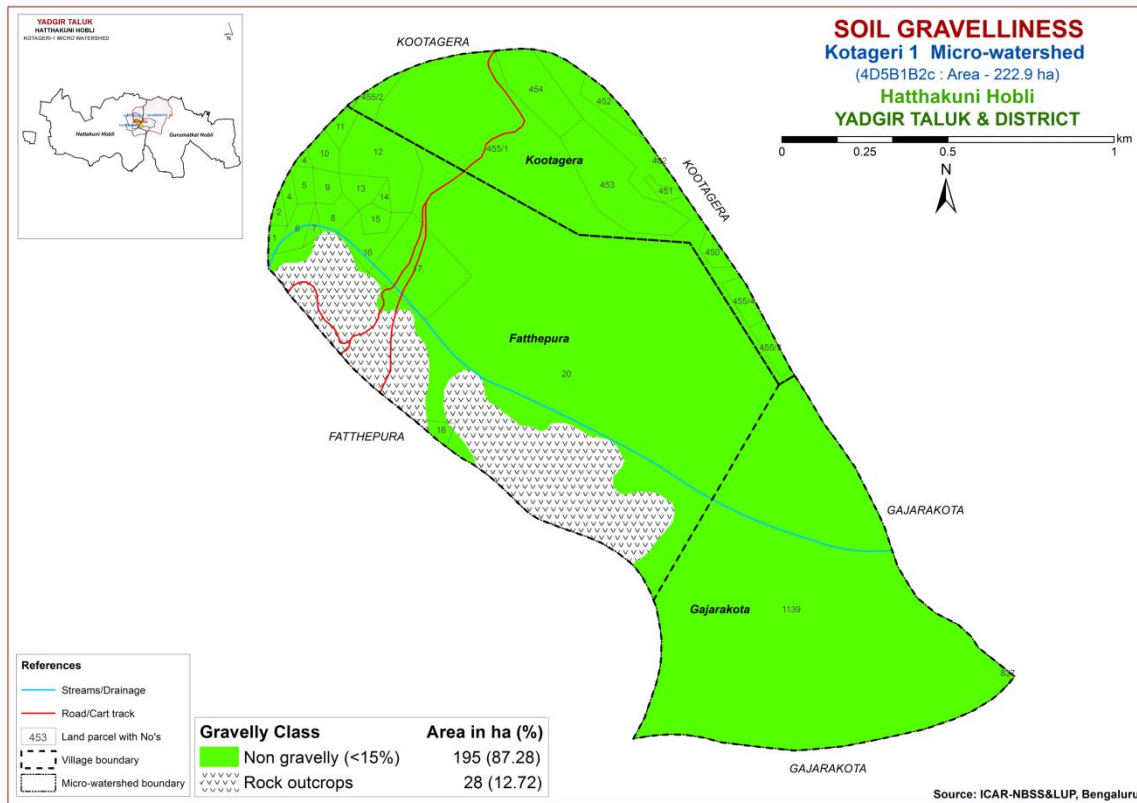 YADGIR TALUK
HATTHAKUNI HOBLI
KOTAGERI-1 MICRO WATERSHED
N
Hattakuni Hobli
Gurumatkal Hobli
SOIL GRAVELLINESS
Kotageri 1 Micro-watershed
(4D5B1B2c : Area - 222.9 ha)
Hatthakuni Hobli
YADGIR TALUK & DISTRICT
km
0 0.25 0.5 1
N
KOOTAGERA
455/2
454
452
11
12
455/1
Kootagera
452
KOOTAGERA
4
10
5
9
13
453
451
4
14
2
8
15
6
7
1
16
17
450
455/4
Fatthepura
455/3
20
FATTHEPURA
18
GAJARAKOTA
Gajarakota
1139
837
GAJARAKOTA
References
Streams/Drainage
Road/Cart track
453 Land parcel with No's
Village boundary
Micro-watershed boundary
Gravelly Class Area in ha (%)
Non gravelly (<15%) 195 (87.28)
Rock outcrops 28 (12.72)
Source: ICAR-NBSS&LUP, Bengaluru